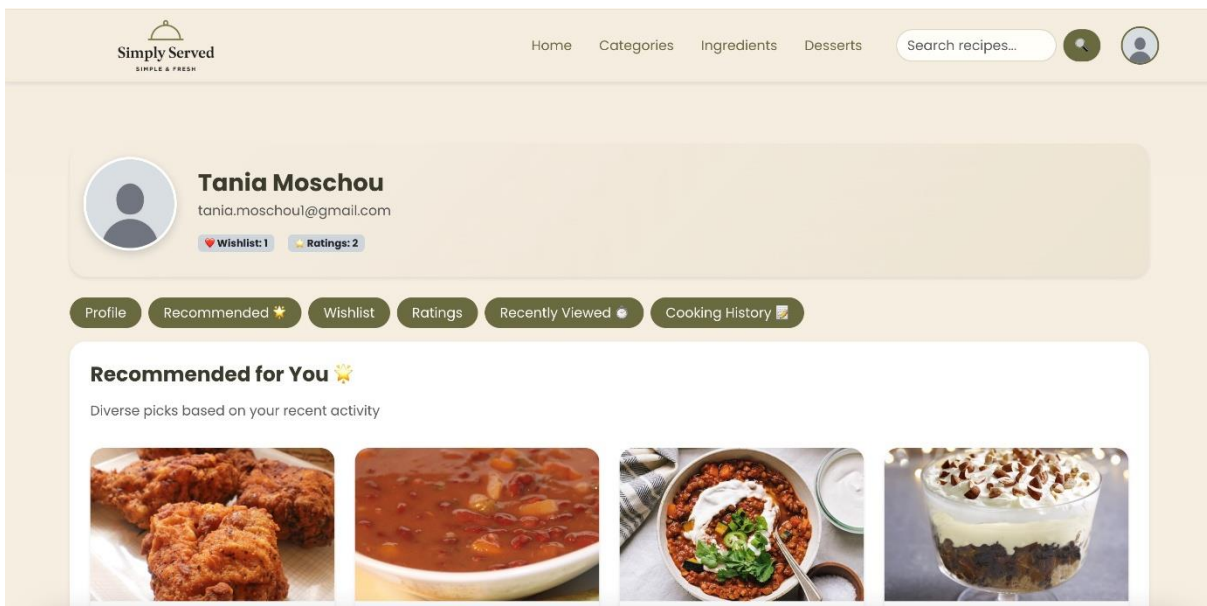 Simply Served
SIMPLE & FRESH
Home Categories Ingredients Desserts Search recipes...
Tania Moschou
tania.moschou1@gmail.com
Wishlist: 1 Ratings: 2
Profile Recommended Wishlist Ratings Recently Viewed Cooking History
Recommended for You
Diverse picks based on your recent activity